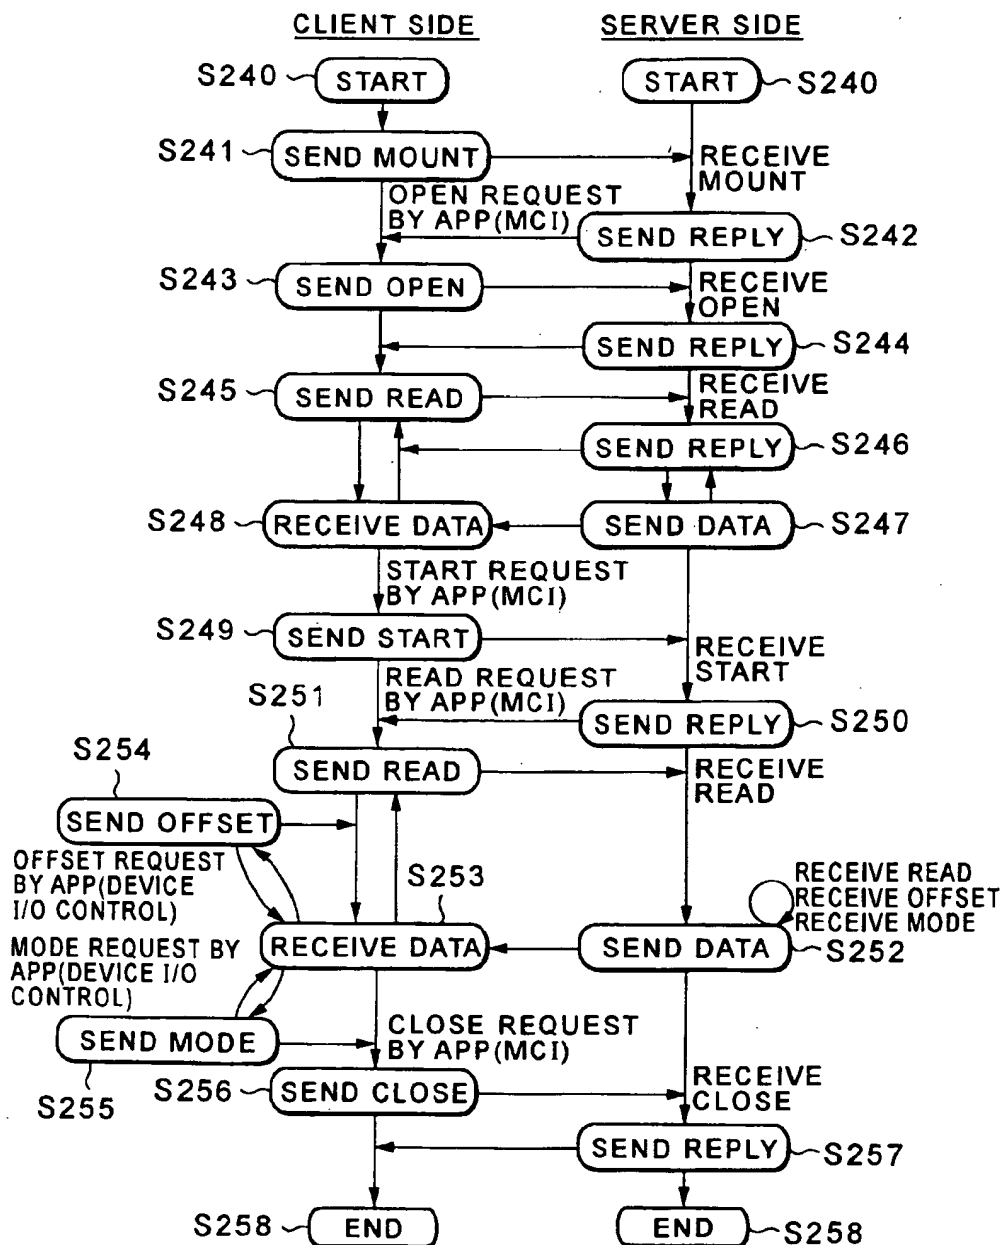 CLIENT SIDE
SERVER SIDE
S240
START
START
S240
S241
SEND MOUNT
RECEIVE
MOUNT
OPEN REQUEST
BY APP(MCI)
SEND REPLY
S242
S243
SEND OPEN
RECEIVE
OPEN
SEND REPLY
S244
S245
SEND READ
RECEIVE
READ
SEND REPLY
S246
S248
RECEIVE DATA
SEND DATA
S247
START REQUEST
BY APP(MCI)
S249
SEND START
RECEIVE
START
READ REQUEST
BY APP(MCI)
S251
SEND REPLY
S250
SEND READ
RECEIVE
READ
S254
SEND OFFSET
OFFSET REQUEST
BY APP(DEVICE
I/O CONTROL)
S253
RECEIVE READ
RECEIVE OFFSET
RECEIVE MODE
RECEIVE DATA
SEND DATA
S252
MODE REQUEST BY
APP(DEVICE I/O
CONTROL)
SEND MODE
S255
CLOSE REQUEST
BY APP(MCI)
S256
SEND CLOSE
RECEIVE
CLOSE
SEND REPLY
S257
S258
END
END
S258